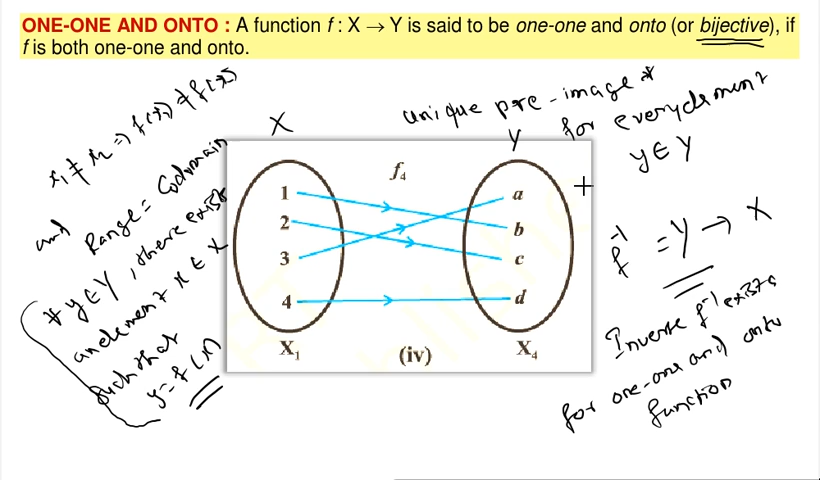 ONE-ONE AND ONTO : A function f : X → Y is said to be one-one and onto (or bijective), if
f is both one-one and onto.
x₁ ≠ x₂ ⇒ f(x₁) ≠ f(x₂)
and Range = Codomain
∀ y ∈ Y, there exists
an element x ∈ X
such that
y = f(x)
unique pre-image
for every element
y ∈ Y
X
Y
f₄
1
2
3
4
a
b
c
d
X₁
(iv)
X₄
f⁻¹ = Y → X
Inverse f⁻¹ exists
for one-one and onto
function